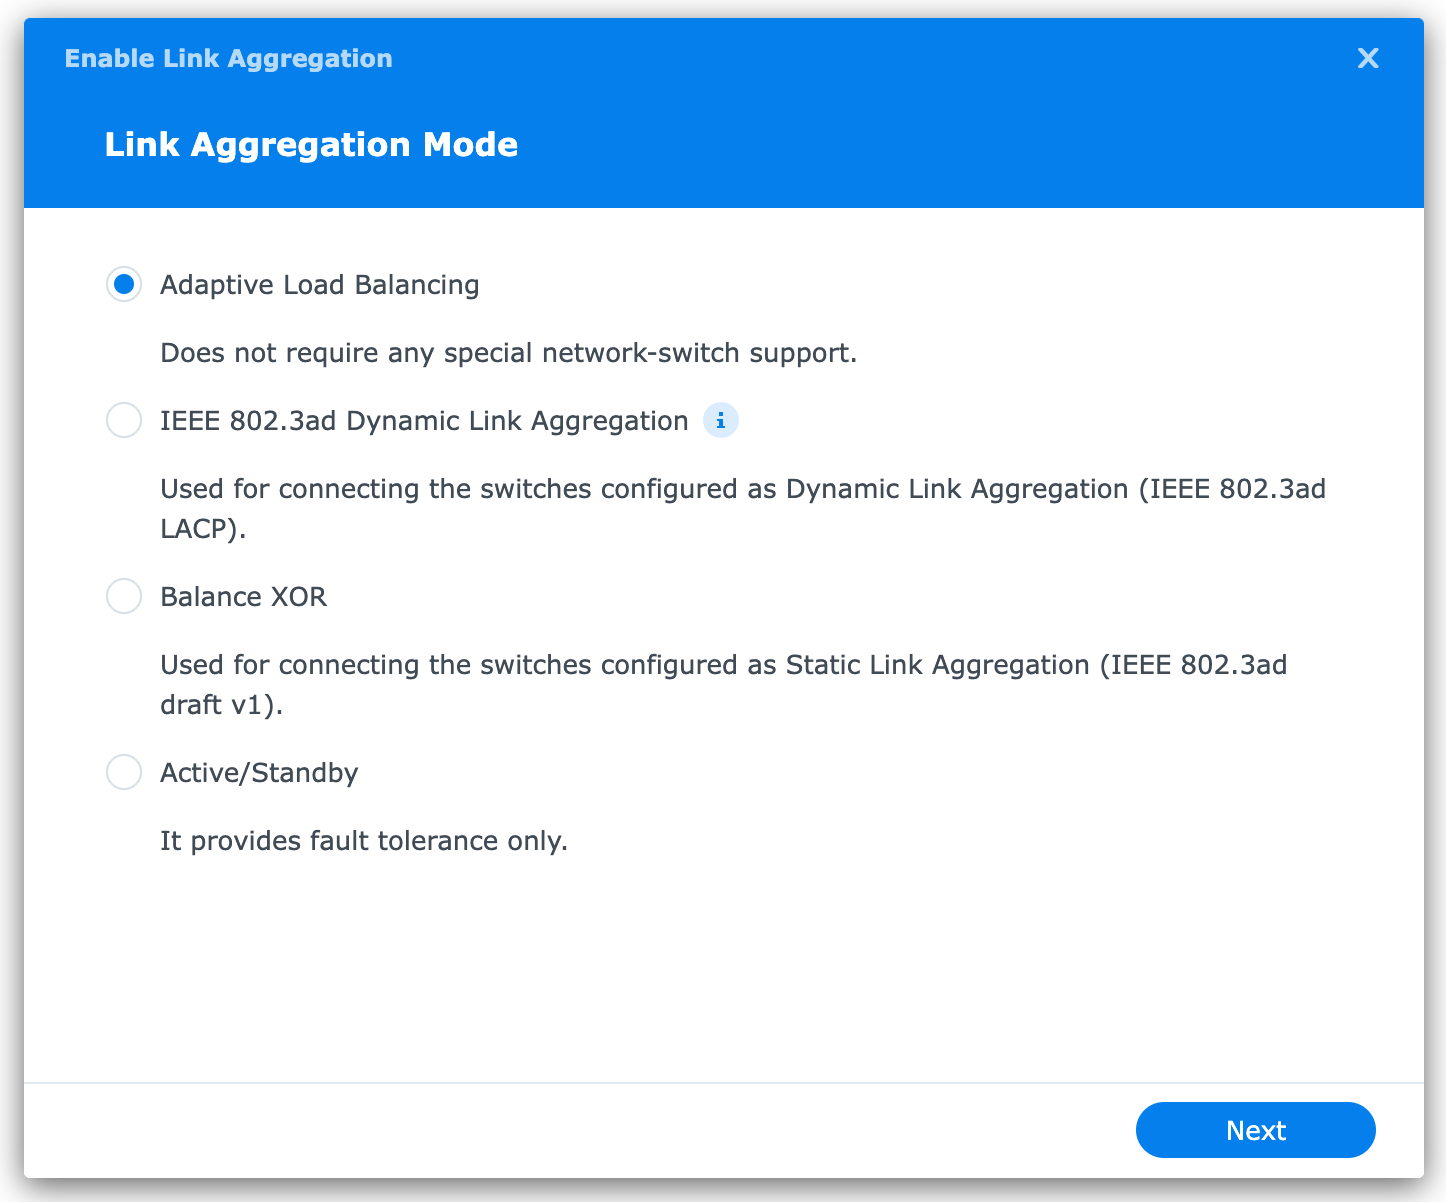 Enable Link Aggregation
Link Aggregation Mode
Adaptive Load Balancing
Does not require any special network-switch support.
IEEE 802.3ad Dynamic Link Aggregation i
Used for connecting the switches configured as Dynamic Link Aggregation (IEEE 802.3ad
LACP).
Balance XOR
Used for connecting the switches configured as Static Link Aggregation (IEEE 802.3ad
draft v1).
Active/Standby
It provides fault tolerance only.
Next